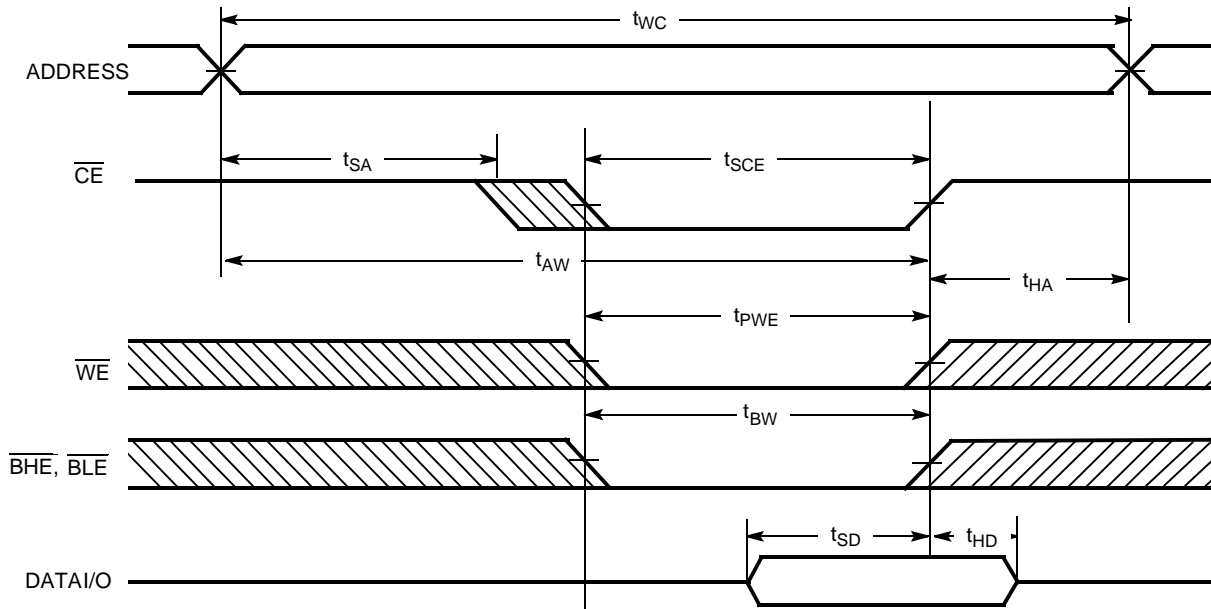 tWC
ADDRESS
tSA
tSCE
CE
tAW
tHA
tPWE
WE
tBW
BHE, BLE
tSD
tHD
DATAI/O